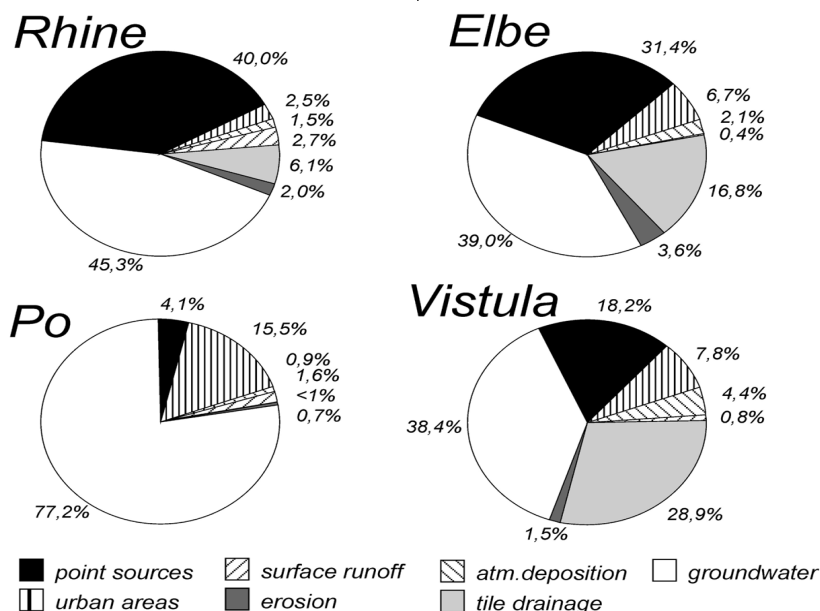 Rhine
40,0%
2,5%
1,5%
2,7%
6,1%
2,0%
45,3%
Elbe
31,4%
6,7%
2,1%
0,4%
16,8%
3,6%
39,0%
Po
4,1%
15,5%
0,9%
1,6%
<1%
0,7%
77,2%
Vistula
18,2%
7,8%
4,4%
0,8%
28,9%
1,5%
38,4%
point sources
surface runoff
atm.deposition
groundwater
urban areas
erosion
tile drainage